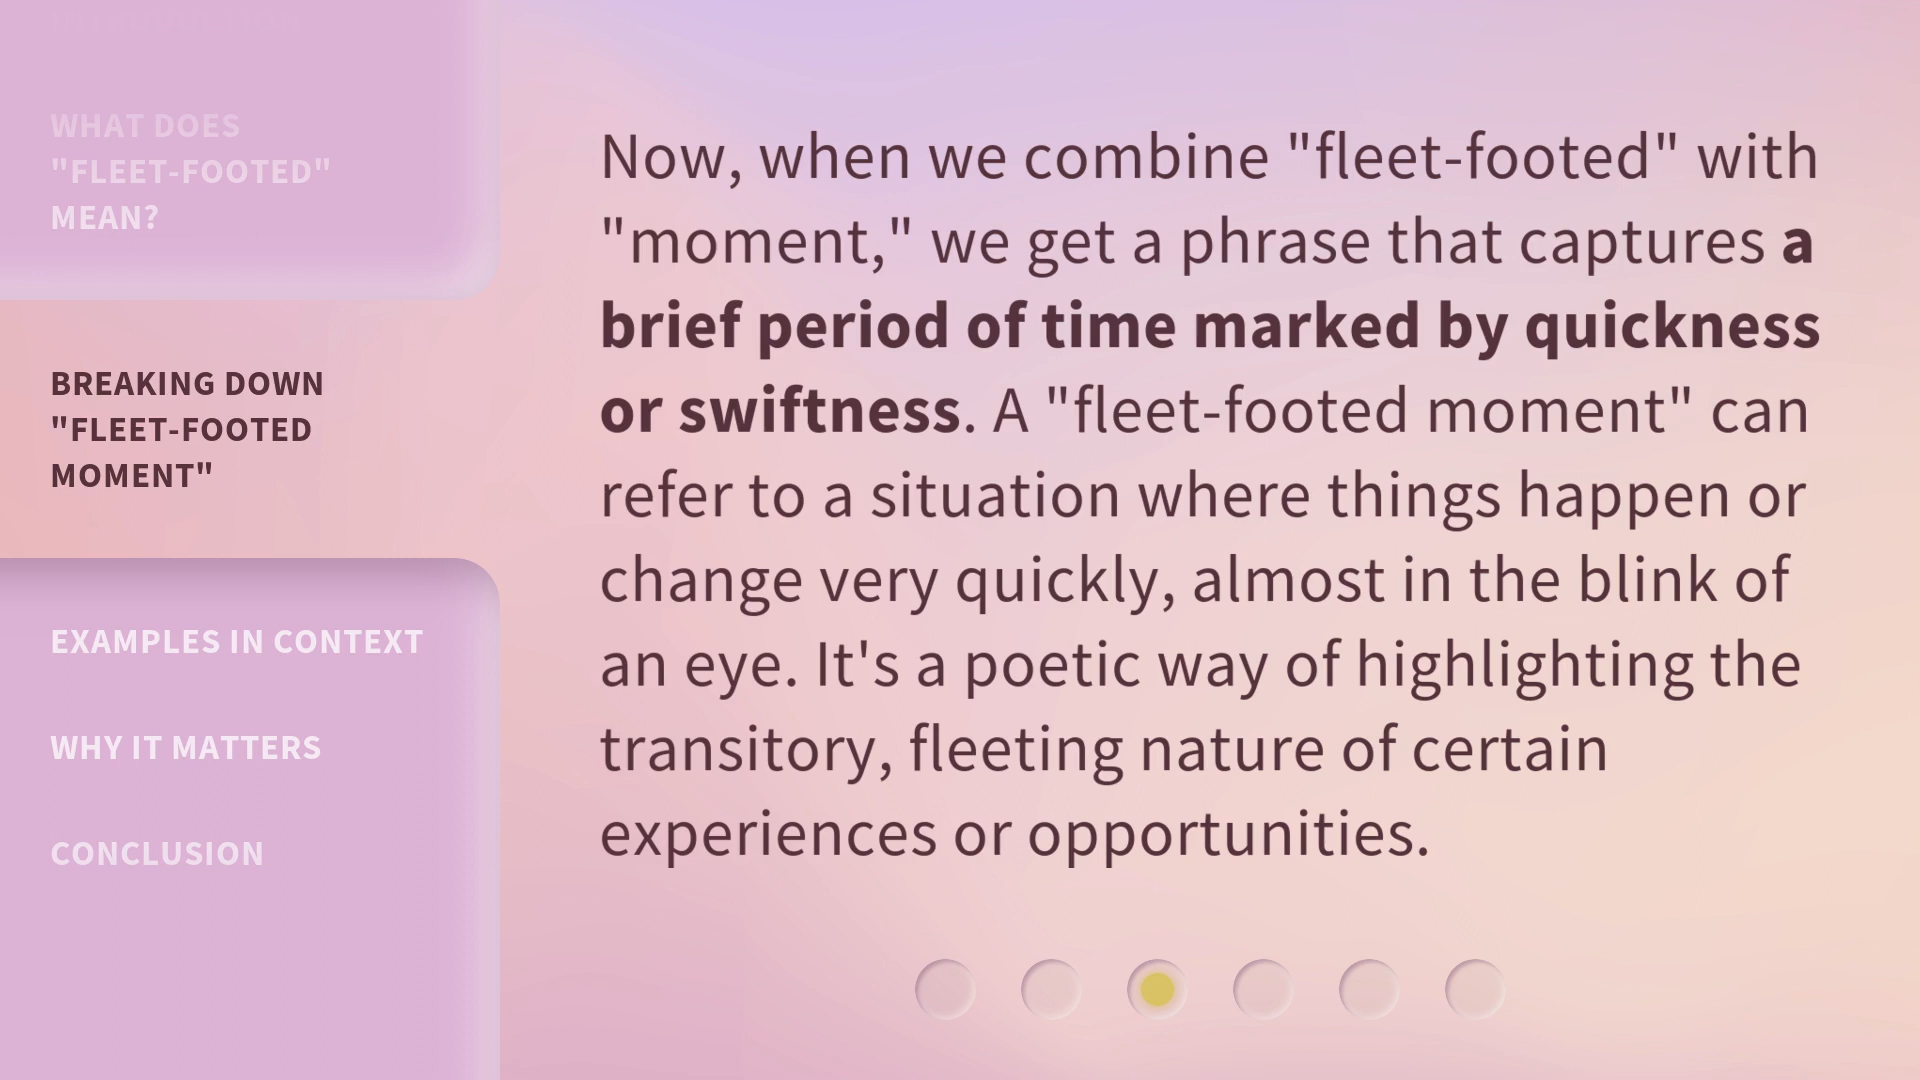 WHAT DOES
"FLEET-FOOTED"
MEAN?
BREAKING DOWN
"FLEET-FOOTED
MOMENT"
EXAMPLES IN CONTEXT
WHY IT MATTERS
CONCLUSION
Now, when we combine "fleet-footed" with
"moment," we get a phrase that captures a
brief period of time marked by quickness
or swiftness. A "fleet-footed moment" can
refer to a situation where things happen or
change very quickly, almost in the blink of
an eye. It's a poetic way of highlighting the
transitory, fleeting nature of certain
experiences or opportunities.